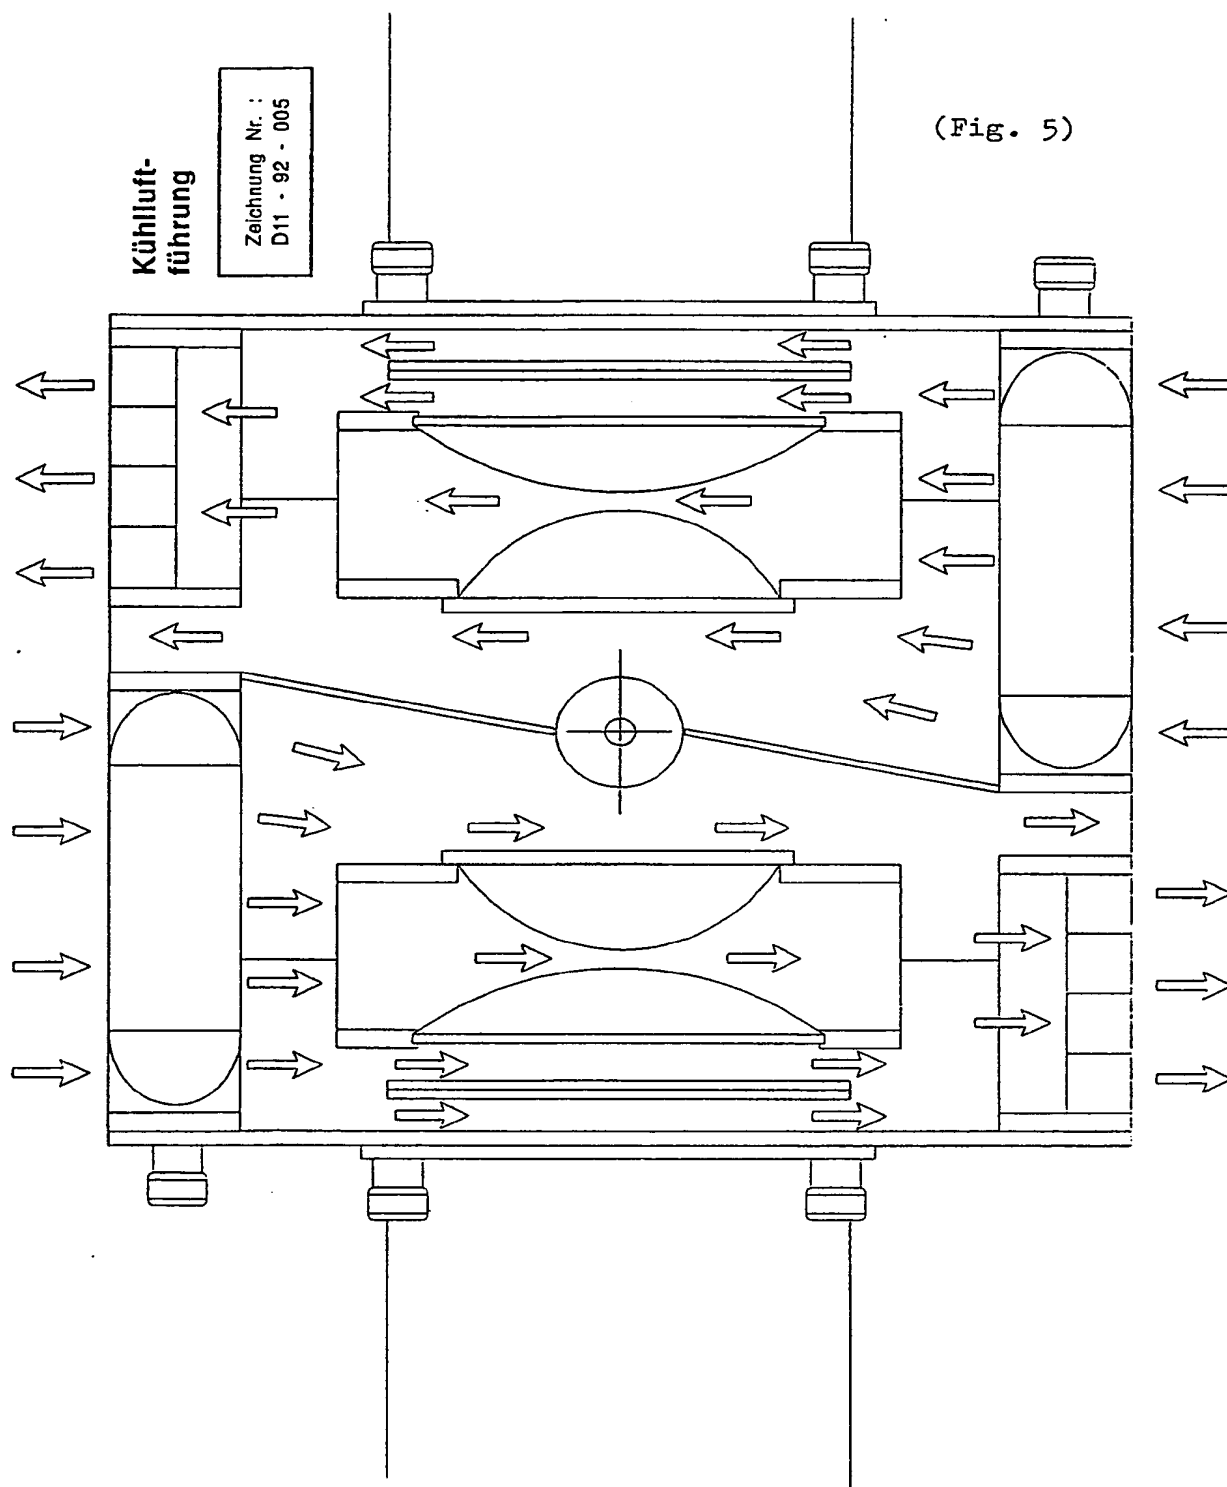 Kühlluft-
führung
Zeichnung Nr. :
D11 - 92 - 005
(Fig. 5)